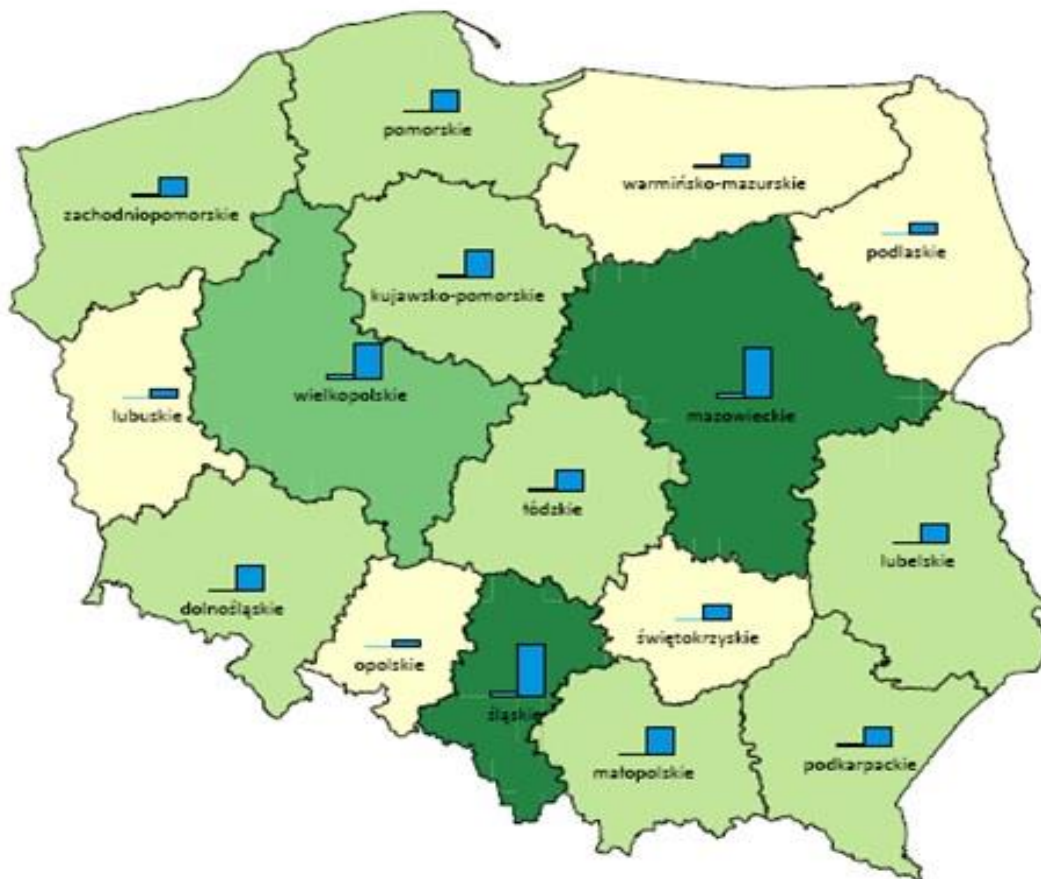 pomorskie
warmińsko-mazurskie
zachodniopomorskie
podlaskie
kujawsko-pomorskie
wielkopolskie
mazowieckie
lubuskie
łódzkie
lubelskie
dolnośląskie
świętokrzyskie
opolskie
śląskie
małopolskie
podkarpackie